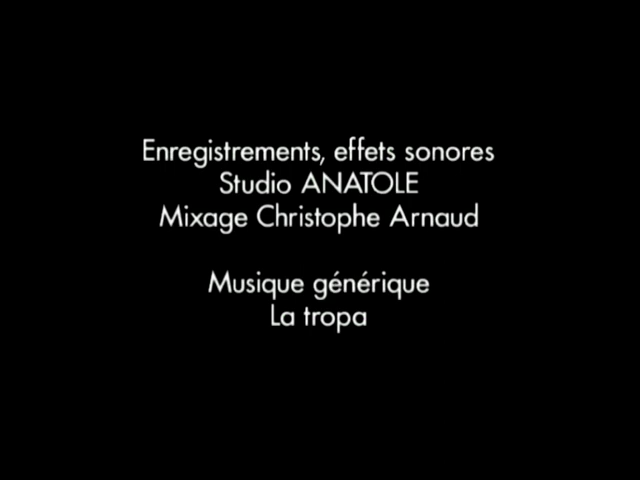 Enregistrements, effets sonores
Studio ANATOLE
Mixage Christophe Arnaud
Musique générique
La tropa